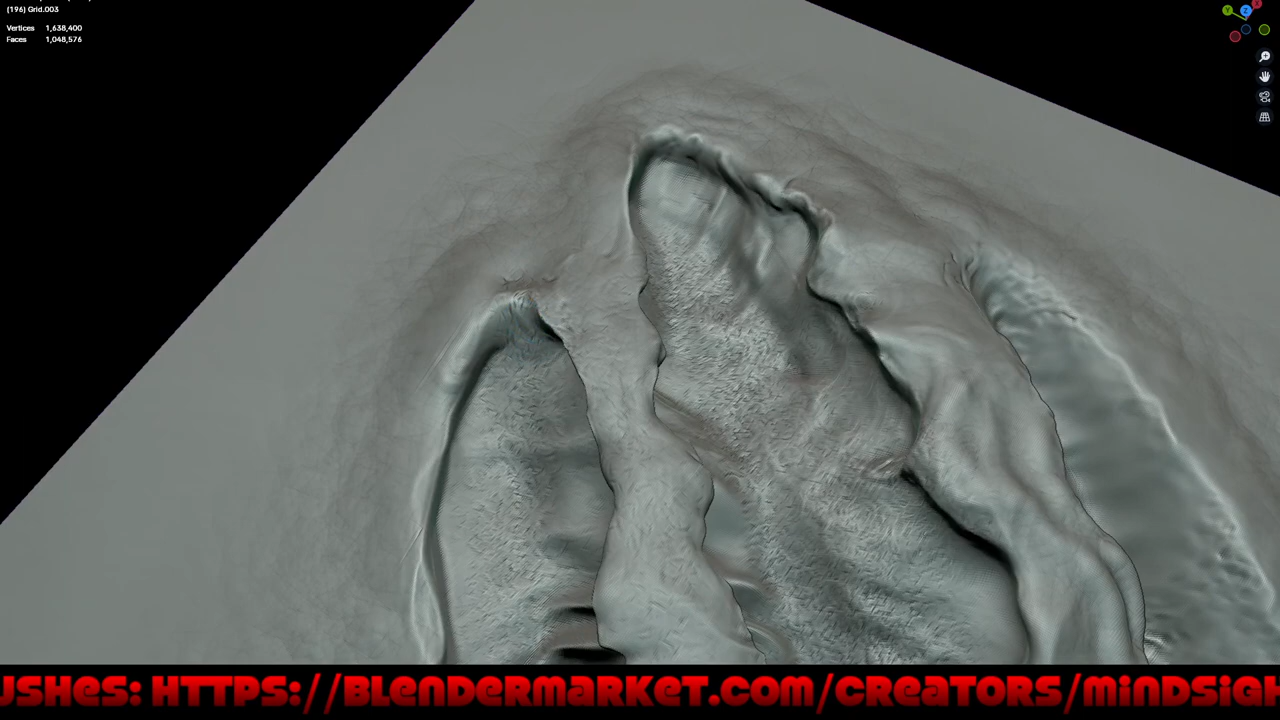 (196) Grid.003
Vertices 1,638,400
Faces 1,048,576
Y Z X
USHES: HTTPS://BLENDERMARKET.COM/CREATORS/MINDSIGH